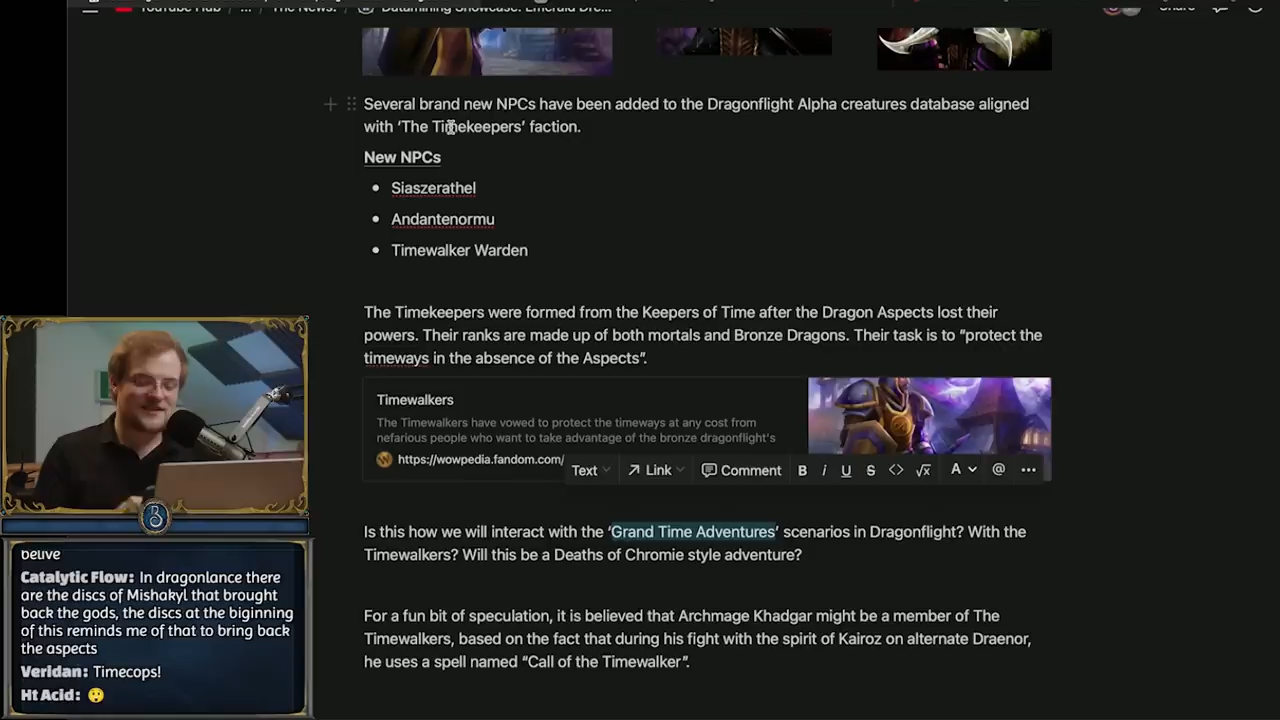 YouTube Hub / ... / The News! / Datamining Showcase: Emerald Dre...
Share
Several brand new NPCs have been added to the Dragonflight Alpha creatures database aligned
with ‘The Timekeepers’ faction.
New NPCs
Siaszerathel
Andantenormu
Timewalker Warden
The Timekeepers were formed from the Keepers of Time after the Dragon Aspects lost their
powers. Their ranks are made up of both mortals and Bronze Dragons. Their task is to “protect the
timeways in the absence of the Aspects”.
Timewalkers
The Timewalkers have vowed to protect the timeways at any cost from
nefarious people who want to take advantage of the bronze dragonflight's
https://wowpedia.fandom.com/
Text Link Comment B i U S <> √x A @ •••
Is this how we will interact with the ‘Grand Time Adventures’ scenarios in Dragonflight? With the
Timewalkers? Will this be a Deaths of Chromie style adventure?
For a fun bit of speculation, it is believed that Archmage Khadgar might be a member of The
Timewalkers, based on the fact that during his fight with the spirit of Kairoz on alternate Draenor,
he uses a spell named “Call of the Timewalker”.
B
Catalytic Flow: In dragonlance there
are the discs of Mishakyl that brought
back the gods, the discs at the biginning
of this reminds me of that to bring back
the aspects
Veridan: Timecops!
Ht Acid: 😲